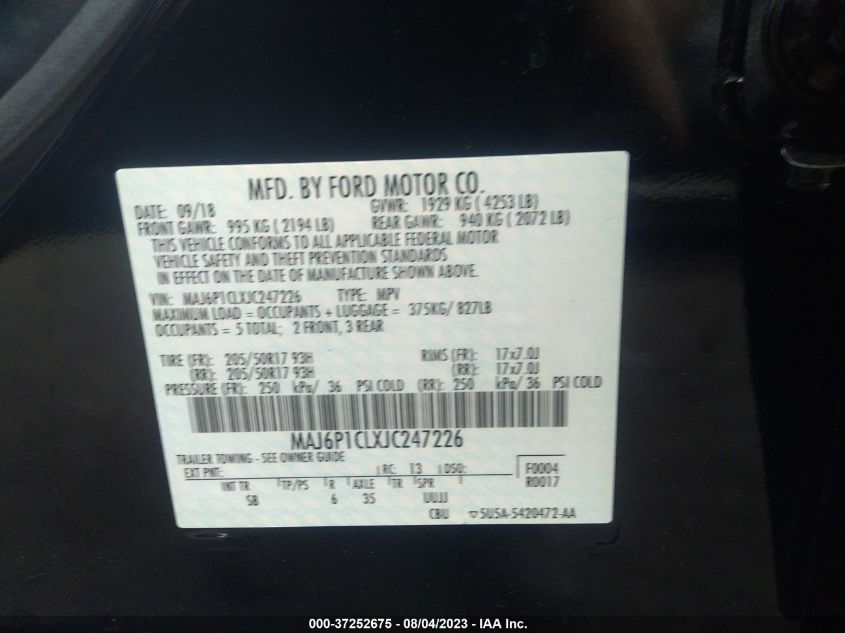 MFD. BY FORD MOTOR CO.
DATE: 09/18 GVWR: 1929 KG ( 4253 LB)
FRONT GAWR: 995 KG ( 2194 LB) REAR GAWR: 940 KG ( 2072 LB)
THIS VEHICLE CONFORMS TO ALL APPLICABLE FEDERAL MOTOR
VEHICLE SAFETY AND THEFT PREVENTION STANDARDS
IN EFFECT ON THE DATE OF MANUFACTURE SHOWN ABOVE.
VIN: MAJ6P1CLXJC247226 TYPE: MPV
MAXIMUM LOAD = OCCUPANTS + LUGGAGE = 375KG/ 827LB
OCCUPANTS = 5 TOTAL; 2 FRONT, 3 REAR
TIRE (FR): 205/50R17 93H RIMS (FR): 17x7.0J
(RR): 205/50R17 93H (RR): 17x7.0J
PRESSURE (FR): 250 kPa/ 36 PSI COLD (RR): 250 kPa/ 36 PSI COLD
MAJ6P1CLXJC247226
TRAILER TOWING - SEE OWNER GUIDE
EXT PNT: RC: 13 DSO: F0004
INT TR TP/PS R AXLE TR SPR R0017
SB 6 35 UUJJ
CBU 5U5A-5420472-AA
000-37252675 - 08/04/2023 - IAA Inc.